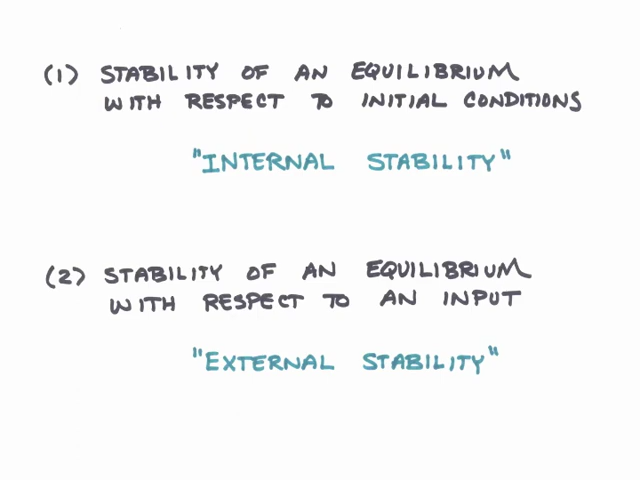 (1) STABILITY OF AN EQUILIBRIUM
WITH RESPECT TO INITIAL CONDITIONS
"INTERNAL STABILITY"
(2) STABILITY OF AN EQUILIBRIUM
WITH RESPECT TO AN INPUT
"EXTERNAL STABILITY"